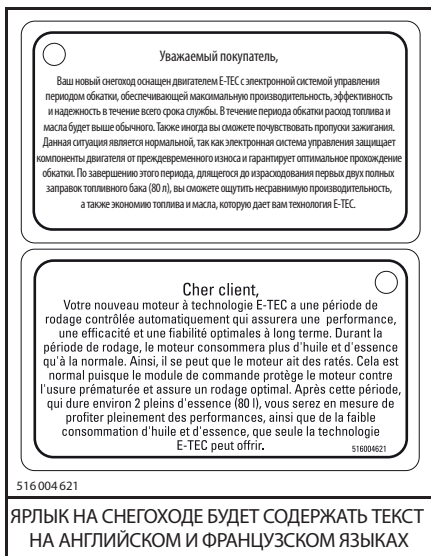 Уважаемый покупатель,
Ваш новый снегоход оснащен двигателем E-TEC с электронной системой управления
периодом обкатки, обеспечивающей максимальную производительность, эффективность
и надежность в течение всего срока службы. В течение периода обкатки расход топлива и
масла будет выше обычного. Также иногда вы сможете почувствовать пропуски зажигания.
Данная ситуация является нормальной, так как электронная система управления защищает
компоненты двигателя от преждевременного износа и гарантирует оптимальное прохождение
обкатки. По завершению этого периода, длящегося до израсходования первых двух полных
заправок топливного бака (80 л), вы сможете ощутить несравнимую производительность,
а также экономию топлива и масла, которую дает вам технология E-TEC.
Cher client,
Votre nouveau moteur à technologie E-TEC a une période de
rodage contrôlée automatiquement qui assurera une performance,
une efficacité et une fiabilité optimales à long terme. Durant la
période de rodage, le moteur consommera plus d'huile et d'essence
qu'à la normale. Ainsi, il se peut que le moteur ait des ratés. Cela est
normal puisque le module de commande protège le moteur contre
l'usure prématurée et assure un rodage optimal. Après cette période,
qui dure environ 2 pleins d'essence (80 l), vous serez en mesure de
profiter pleinement des performances, ainsi que de la faible
consommation d'huile et d'essence, que seule la technologie
E-TEC peut offrir.
516004621
516 004 621
ЯРЛЫК НА СНЕГОХОДЕ БУДЕТ СОДЕРЖАТЬ ТЕКСТ
НА АНГЛИЙСКОМ И ФРАНЦУЗСКОМ ЯЗЫКАХ